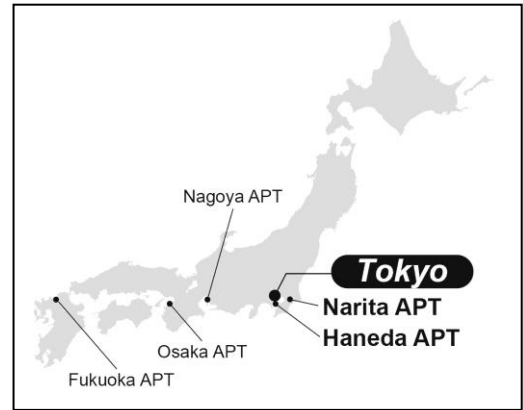 Nagoya APT
Tokyo
Narita APT
Haneda APT
Osaka APT
Fukuoka APT